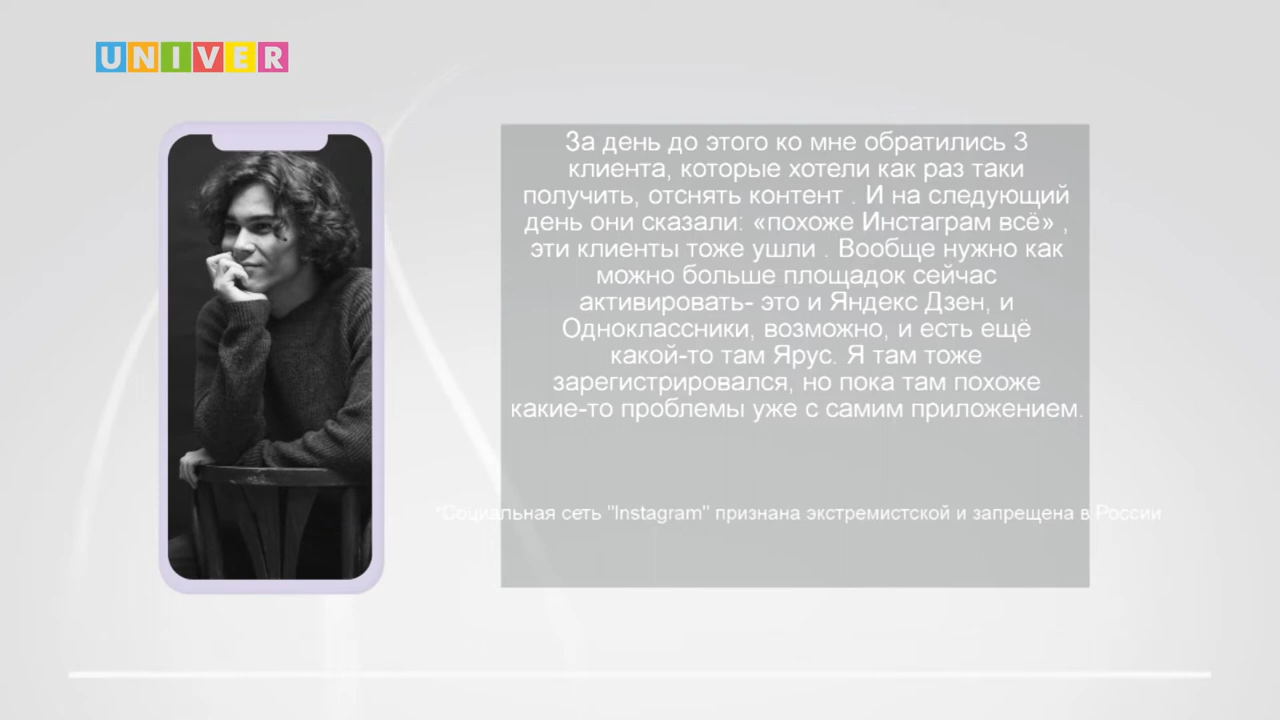 UNIVER
За день до этого ко мне обратились 3
клиента, которые хотели как раз таки
получить, отснять контент . И на следующий
день они сказали: «похоже Инстаграм всё» ,
эти клиенты тоже ушли . Вообще нужно как
можно больше площадок сейчас
активировать- это и Яндекс Дзен, и
Одноклассники, возможно, и есть ещё
какой-то там Ярус. Я там тоже
зарегистрировался, но пока там похоже
какие-то проблемы уже с самим приложением.
*Социальная сеть "Instagram" признана экстремистской и запрещена в России